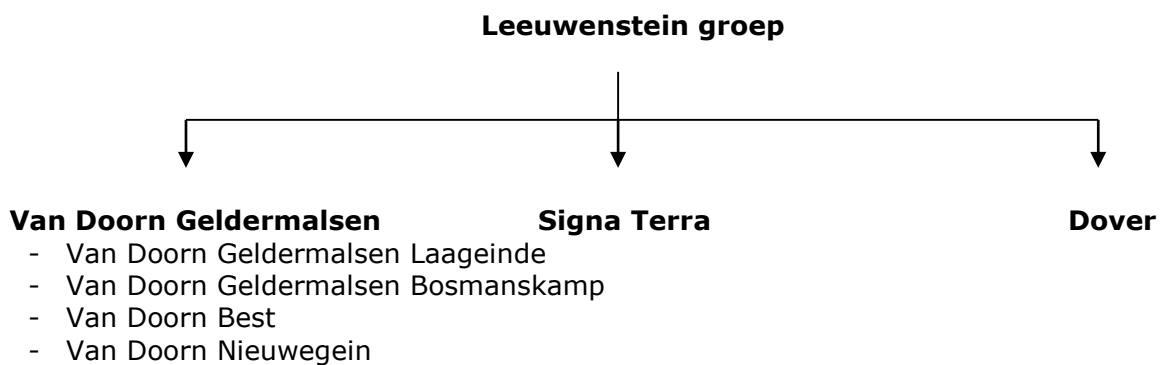 Leeuwenstein groep
Van Doorn Geldermalsen Signa Terra Dover
- Van Doorn Geldermalsen Laageinde
- Van Doorn Geldermalsen Bosmanskamp
- Van Doorn Best
- Van Doorn Nieuwegein